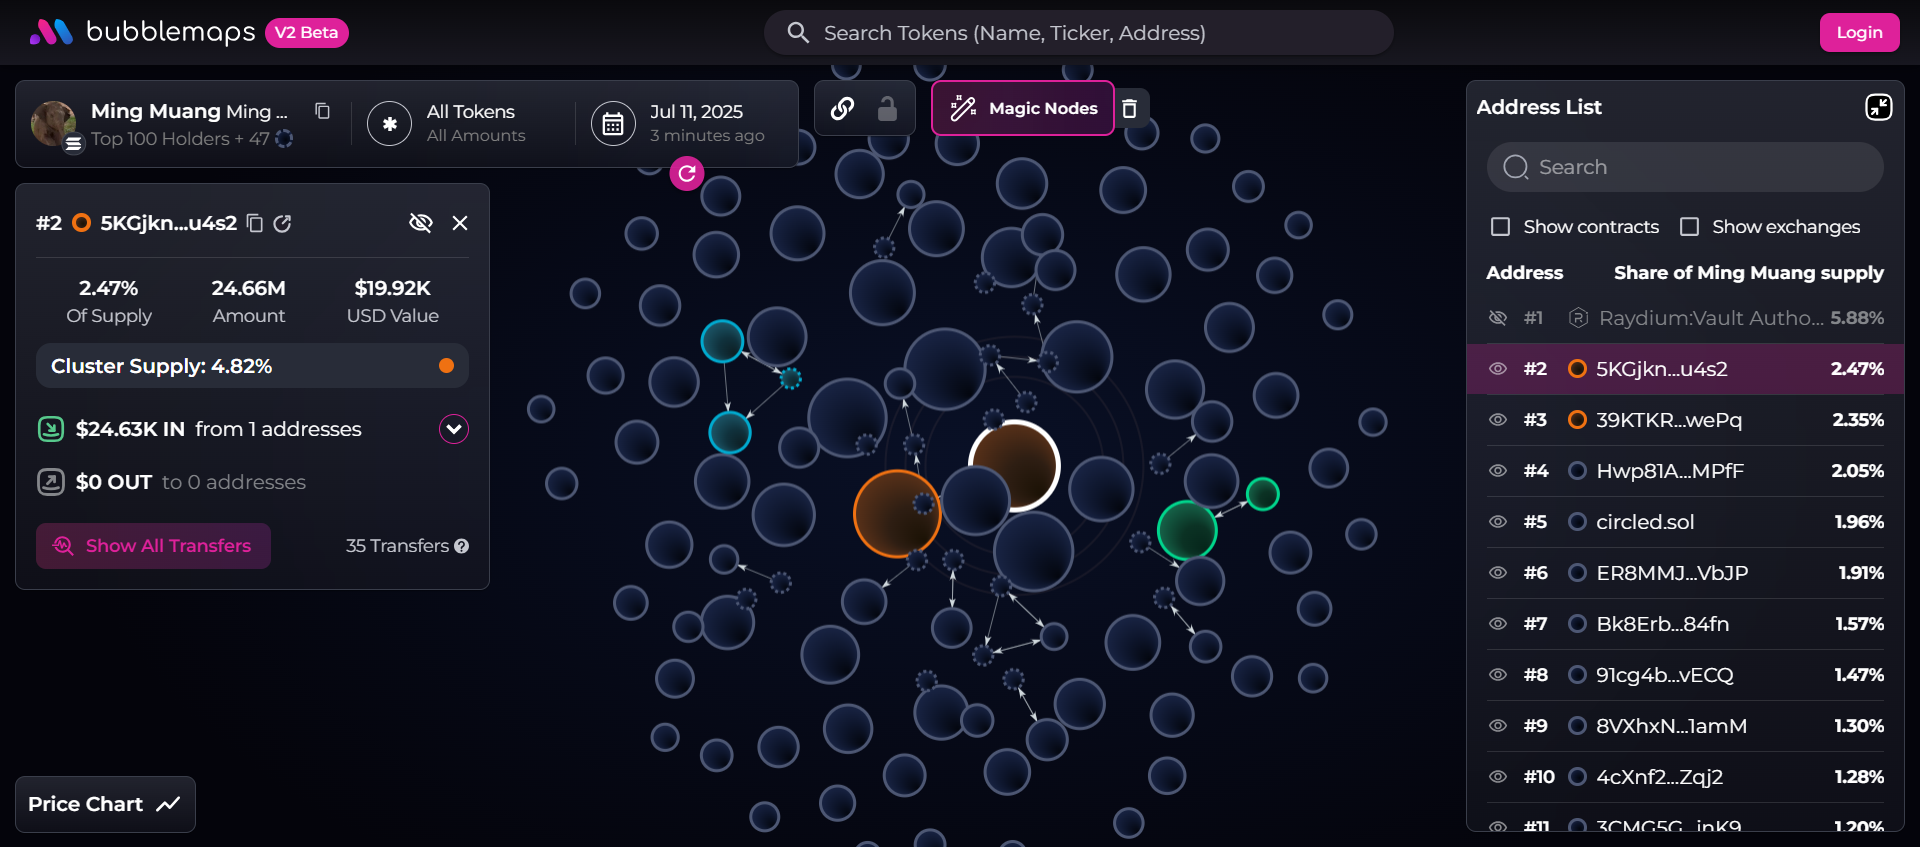 bubblemaps V2 Beta
Search Tokens (Name, Ticker, Address)
Login
Ming Muang Ming ...
Top 100 Holders + 47
All Tokens
All Amounts
Jul 11, 2025
3 minutes ago
Magic Nodes
#2 5KGjkn...u4s2
2.47%
Of Supply
24.66M
Amount
$19.92K
USD Value
Cluster Supply: 4.82%
$24.63K IN from 1 addresses
$0 OUT to 0 addresses
Show All Transfers
35 Transfers
Price Chart
Address List
Search
Show contracts
Show exchanges
Address Share of Ming Muang supply
#1 Raydium:Vault Autho... 5.88%
#2 5KGjkn...u4s2 2.47%
#3 39KTKR...wePq 2.35%
#4 Hwp81A...MPfF 2.05%
#5 circled.sol 1.96%
#6 ER8MMJ...VbJP 1.91%
#7 Bk8Erb...84fn 1.57%
#8 91cg4b...vECQ 1.47%
#9 8VXhxN...1amM 1.30%
#10 4cXnf2...Zqj2 1.28%
#11 3CMG5G...jnK9 1.20%